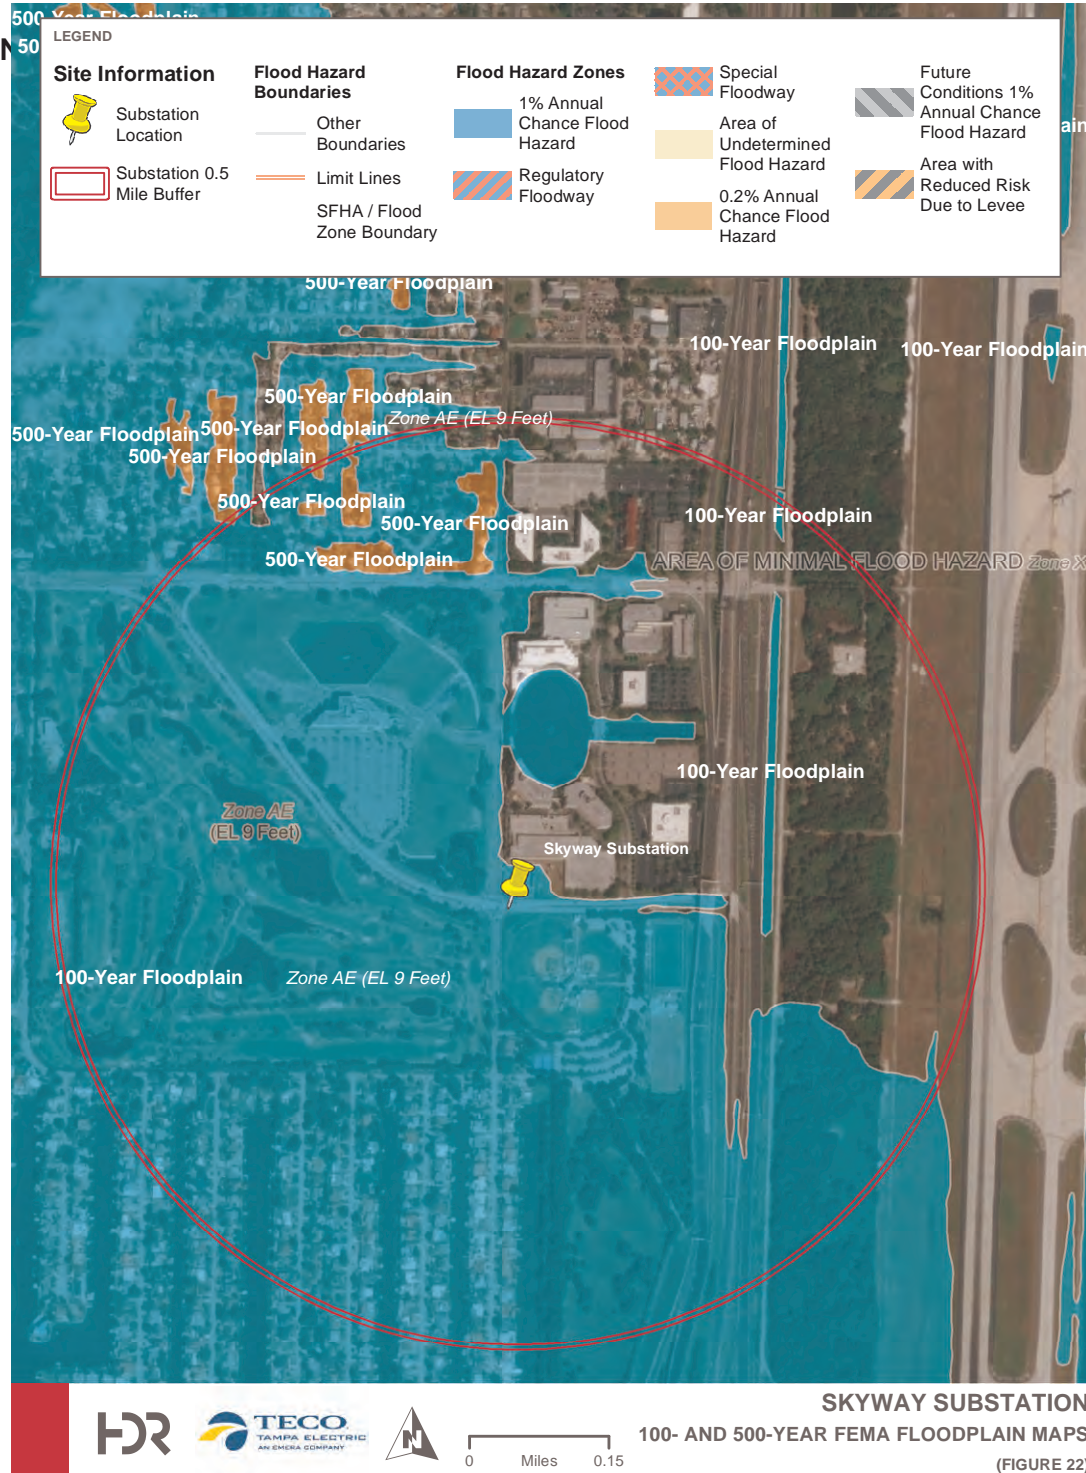 500-Year Floodplain
50
N
LEGEND
Site Information
Substation
Location
Substation 0.5
Mile Buffer
Flood Hazard
Boundaries
Other
Boundaries
Limit Lines
SFHA / Flood
Zone Boundary
Flood Hazard Zones
1% Annual
Chance Flood
Hazard
Regulatory
Floodway
Special
Floodway
Area of
Undetermined
Flood Hazard
0.2% Annual
Chance Flood
Hazard
Future
Conditions 1%
Annual Chance
Flood Hazard
Area with
Reduced Risk
Due to Levee
ain
500-Year Floodplain
100-Year Floodplain
100-Year Floodplain
500-Year Floodplain
Zone AE (EL 9 Feet)
500-Year Floodplain
500-Year Floodplain
500-Year Floodplain
500-Year Floodplain
100-Year Floodplain
500-Year Floodplain
500-Year Floodplain
AREA OF MINIMAL FLOOD HAZARD Zone X
100-Year Floodplain
Zone AE
(EL 9 Feet)
Skyway Substation
100-Year Floodplain
Zone AE (EL 9 Feet)
HDR
TECO
TAMPA ELECTRIC
AN EMERA COMPANY
N
0 Miles 0.15
SKYWAY SUBSTATION
100- AND 500-YEAR FEMA FLOODPLAIN MAPS
(FIGURE 22)